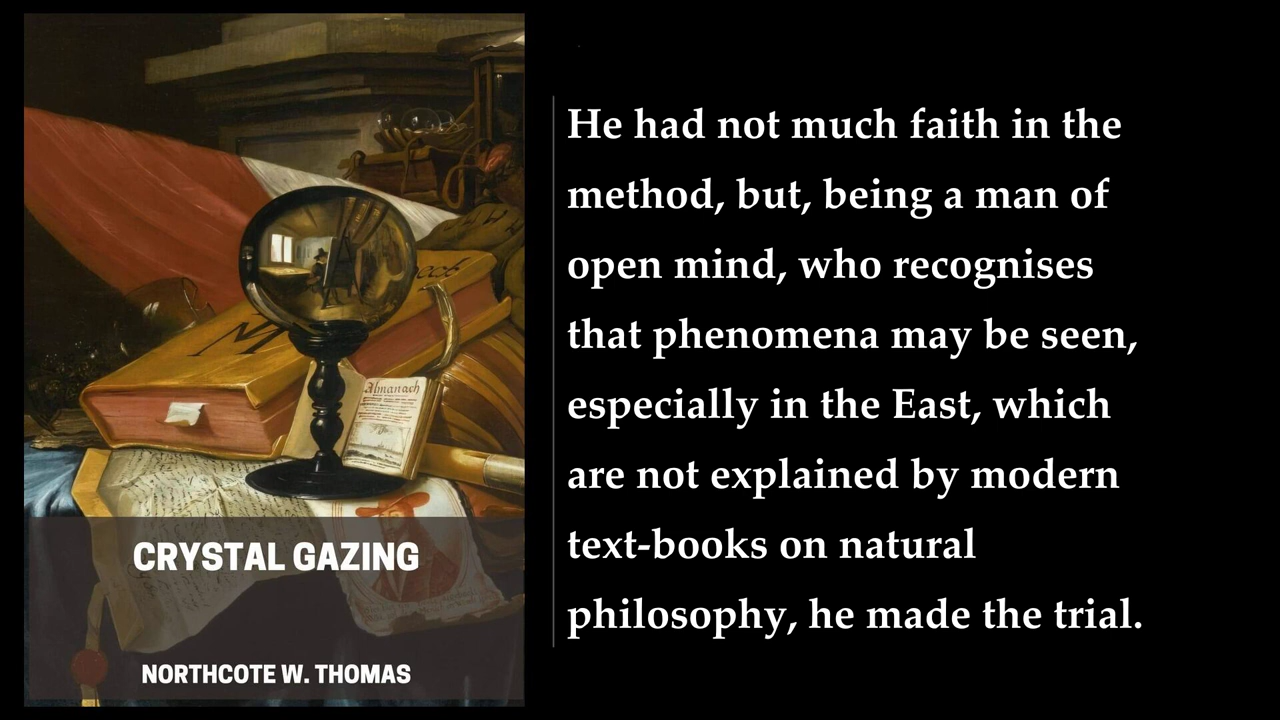 M
Almanach
CRYSTAL GAZING
NORTHCOTE W. THOMAS
He had not much faith in the
method, but, being a man of
open mind, who recognises
that phenomena may be seen,
especially in the East, which
are not explained by modern
text-books on natural
philosophy, he made the trial.